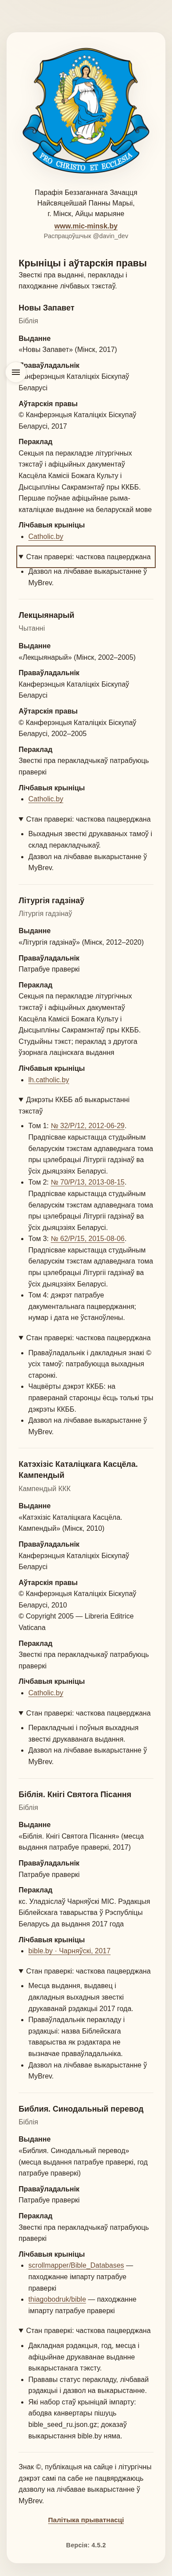 PRO CHRISTO ET ECCLESIA
Парафія Беззаганнага Зачацця
Найсвяцейшай Панны Марыі,
г. Мінск, Айцы марыяне
www.mic-minsk.by
Распрацоўшчык @davin_dev
Крыніцы і аўтарскія правы
Звесткі пра выданні, пераклады і
паходжанне лічбавых тэкстаў.
Новы Запавет
Біблія
Выданне
«Новы Запавет» (Мінск, 2017)
Праваўладальнік
Канферэнцыя Каталіцкіх Біскупаў
Беларусі
Аўтарскія правы
© Канферэнцыя Каталіцкіх Біскупаў
Беларусі, 2017
Пераклад
Секцыя па перакладзе літургічных
тэкстаў і афіцыйных дакументаў
Касцёла Камісіі Божага Культу і
Дысцыпліны Сакрамэнтаў пры ККББ.
Першае поўнае афіцыйнае рыма-
каталіцкае выданне на беларускай мове
Лічбавыя крыніцы
• Catholic.by
▼ Стан праверкі: часткова пацверджана
• Дазвол на лічбавае выкарыстанне ў
MyBrev.
Лекцыянарый
Чытанні
Выданне
«Лекцыянарый» (Мінск, 2002–2005)
Праваўладальнік
Канферэнцыя Каталіцкіх Біскупаў
Беларусі
Аўтарскія правы
© Канферэнцыя Каталіцкіх Біскупаў
Беларусі, 2002–2005
Пераклад
Звесткі пра перакладчыкаў патрабуюць
праверкі
Лічбавыя крыніцы
• Catholic.by
▼ Стан праверкі: часткова пацверджана
• Выхадныя звесткі друкаваных тамоў і
склад перакладчыкаў.
• Дазвол на лічбавае выкарыстанне ў
MyBrev.
Літургія гадзінаў
Літургія гадзінаў
Выданне
«Літургія гадзінаў» (Мінск, 2012–2020)
Праваўладальнік
Патрабуе праверкі
Пераклад
Секцыя па перакладзе літургічных
тэкстаў і афіцыйных дакументаў
Касцёла Камісіі Божага Культу і
Дысцыпліны Сакрамэнтаў пры ККББ.
Студыйны тэкст; пераклад з другога
ўзорнага лацінскага выдання
Лічбавыя крыніцы
• lh.catholic.by
▼ Дэкрэты ККББ аб выкарыстанні
тэкстаў
• Том 1: № 32/P/12, 2012-06-29.
Прадпісвае карыстацца студыйным
беларускім тэкстам адпаведнага тома
пры цэлебрацыі Літургіі гадзінаў ва
ўсіх дыяцэзіях Беларусі.
• Том 2: № 70/P/13, 2013-08-15.
Прадпісвае карыстацца студыйным
беларускім тэкстам адпаведнага тома
пры цэлебрацыі Літургіі гадзінаў ва
ўсіх дыяцэзіях Беларусі.
• Том 3: № 62/P/15, 2015-08-06.
Прадпісвае карыстацца студыйным
беларускім тэкстам адпаведнага тома
пры цэлебрацыі Літургіі гадзінаў ва
ўсіх дыяцэзіях Беларусі.
• Том 4: дэкрэт патрабуе
дакументальнага пацверджання;
нумар і дата не ўстаноўлены.
▼ Стан праверкі: часткова пацверджана
• Праваўладальнік і дакладныя знакі ©
усіх тамоў: патрабуюцца выхадныя
старонкі.
• Чацвёрты дэкрэт ККББ: на
праверанай старонцы ёсць толькі тры
дэкрэты ККББ.
• Дазвол на лічбавае выкарыстанне ў
MyBrev.
Катэхізіс Каталіцкага Касцёла.
Кампендый
Кампендый ККК
Выданне
«Катэхізіс Каталіцкага Касцёла.
Кампендый» (Мінск, 2010)
Праваўладальнік
Канферэнцыя Каталіцкіх Біскупаў
Беларусі
Аўтарскія правы
© Канферэнцыя Каталіцкіх Біскупаў
Беларусі, 2010
© Copyright 2005 — Libreria Editrice
Vaticana
Пераклад
Звесткі пра перакладчыкаў патрабуюць
праверкі
Лічбавыя крыніцы
• Catholic.by
▼ Стан праверкі: часткова пацверджана
• Перакладчыкі і поўныя выхадныя
звесткі друкаванага выдання.
• Дазвол на лічбавае выкарыстанне ў
MyBrev.
Біблія. Кнігі Святога Пісання
Біблія
Выданне
«Біблія. Кнігі Святога Пісання» (месца
выдання патрабуе праверкі, 2017)
Праваўладальнік
Патрабуе праверкі
Пераклад
кс. Уладзіслаў Чарняўскі MIC. Рэдакцыя
Біблейскага таварыства ў Рэспубліцы
Беларусь да выдання 2017 года
Лічбавыя крыніцы
• bible.by · Чарняўскі, 2017
▼ Стан праверкі: часткова пацверджана
• Месца выдання, выдавец і
дакладныя выхадныя звесткі
друкаванай рэдакцыі 2017 года.
• Праваўладальнік перакладу і
рэдакцыі: назва Біблейскага
таварыства як рэдактара не
вызначае праваўладальніка.
• Дазвол на лічбавае выкарыстанне ў
MyBrev.
Библия. Синодальный перевод
Біблія
Выданне
«Библия. Синодальный перевод»
(месца выдання патрабуе праверкі, год
патрабуе праверкі)
Праваўладальнік
Патрабуе праверкі
Пераклад
Звесткі пра перакладчыкаў патрабуюць
праверкі
Лічбавыя крыніцы
• scrollmapper/Bible_Databases —
паходжанне імпарту патрабуе
праверкі
• thiagobodruk/bible — паходжанне
імпарту патрабуе праверкі
▼ Стан праверкі: часткова пацверджана
• Дакладная рэдакцыя, год, месца і
афіцыйнае друкаванае выданне
выкарыстанага тэксту.
• Прававы статус перакладу, лічбавай
рэдакцыі і дазвол на выкарыстанне.
• Які набор стаў крыніцай імпарту:
абодва канвертары пішуць
bible_seed_ru.json.gz; доказаў
выкарыстання bible.by няма.
Знак ©, публікацыя на сайце і літургічны
дэкрэт самі па сабе не пацвярджаюць
дазволу на лічбавае выкарыстанне ў
MyBrev.
Палітыка прыватнасці
Версія: 4.5.2